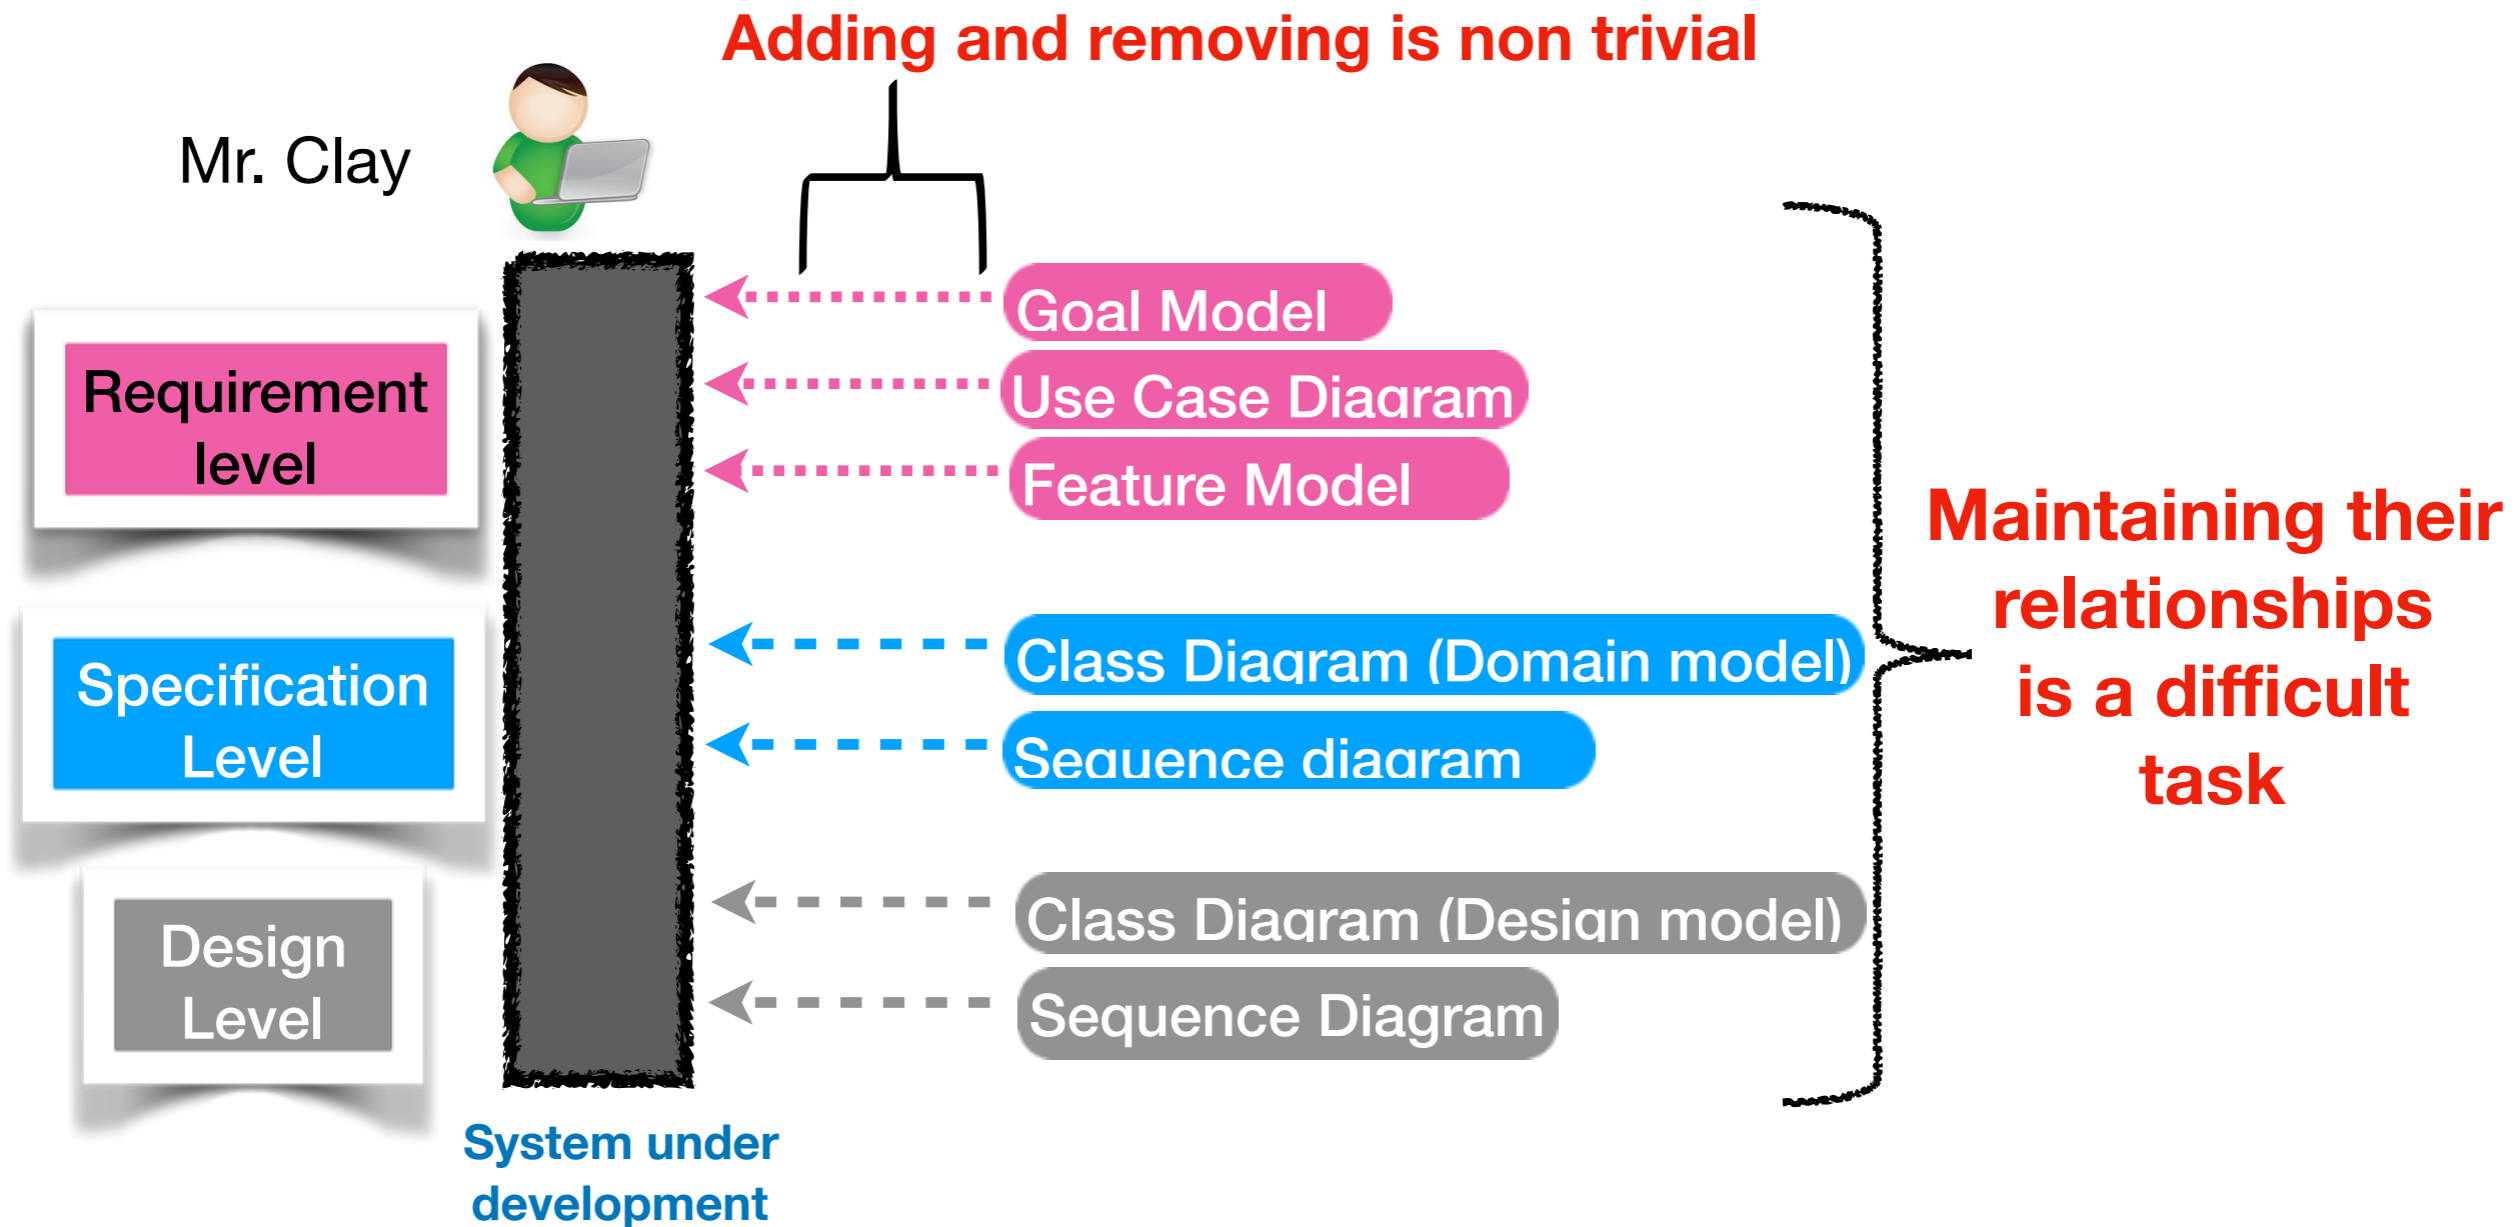 Adding and removing is non trivial
Mr. Clay
Goal Model
Use Case Diagram
Feature Model
Requirement
level
Class Diagram (Domain model)
Sequence diagram
Specification
Level
Class Diagram (Design model)
Sequence Diagram
Design
Level
Maintaining their
relationships
is a difficult
task
System under
development